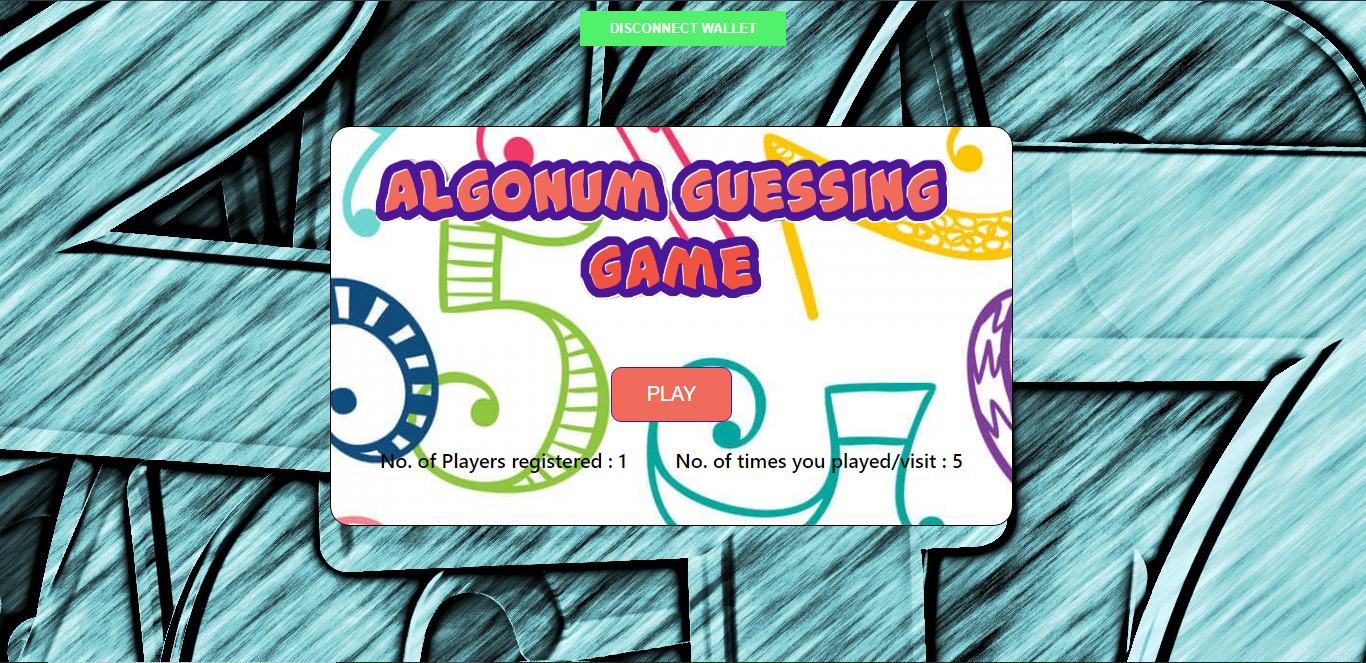 DISCONNECT WALLET
ALGONUM GUESSING
GAME
PLAY
No. of Players registered : 1 No. of times you played/visit : 5